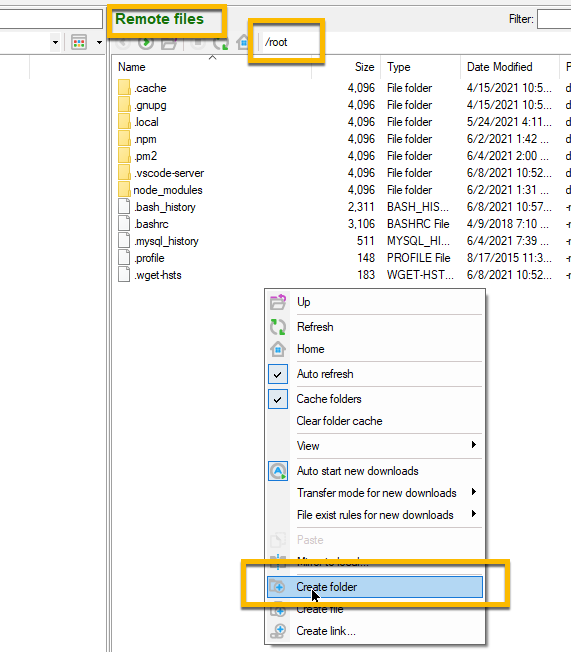 Remote files
Filter:
/root
Name Size Type Date Modified P
.cache 4,096 File folder 4/15/2021 10:5... d
.gnupg 4,096 File folder 4/15/2021 10:5... d
.local 4,096 File folder 5/24/2021 4:11... d
.npm 4,096 File folder 6/2/2021 1:42 ... d
.pm2 4,096 File folder 6/4/2021 2:00 ... d
.vscode-server 4,096 File folder 6/8/2021 10:52... d
node_modules 4,096 File folder 6/2/2021 1:31 ... d
.bash_history 2,311 BASH_HIS... 6/8/2021 10:57... -r
.bashrc 3,106 BASHRC File 4/9/2018 7:10 ... -r
.mysql_history 511 MYSQL_HI... 6/4/2021 7:39 ... -r
.profile 148 PROFILE File 8/17/2015 11:3... -r
.wget-hsts 183 WGET-HST... 6/8/2021 10:52... -r
Up
Refresh
Home
Auto refresh
Cache folders
Clear folder cache
View
Auto start new downloads
Transfer mode for new downloads
File exist rules for new downloads
Paste
Mirror to local...
Create folder
Create file
Create link...